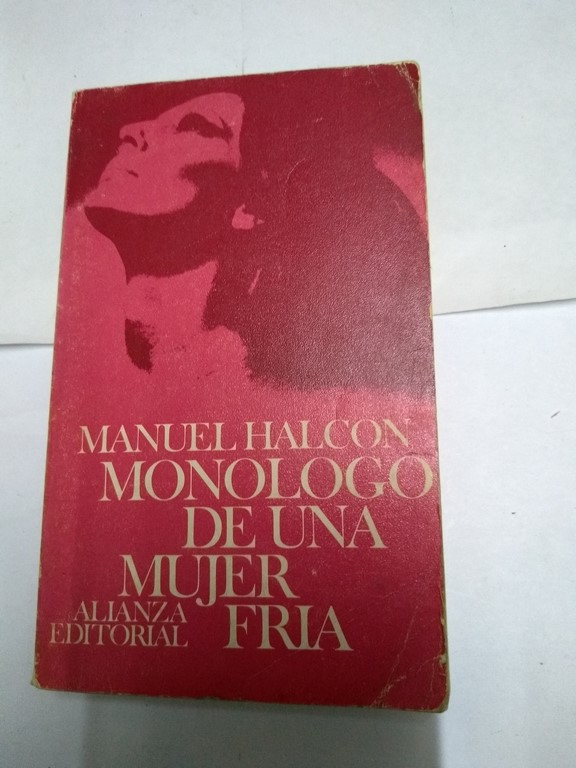 MANUEL HALCON
MONOLOGO
DE UNA
MUJER
FRIA
ALIANZA
EDITORIAL